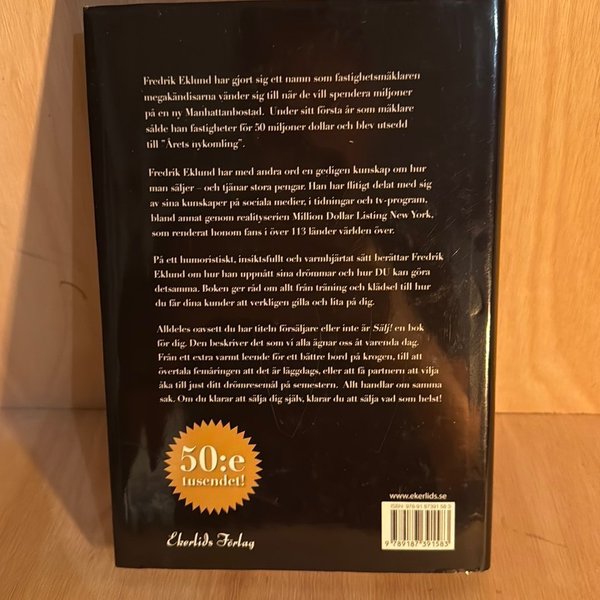 Fredrik Eklund har gjort sig ett namn som fastighetsmäklaren
megakändisarna vänder sig till när de vill spendera miljoner
på en ny Manhattanbostad. Under sitt första år som mäklare
sålde han fastigheter för 50 miljoner dollar och blev utsedd
till ”Årets nykomling”.
Fredrik Eklund har med andra ord en gedigen kunskap om hur
man säljer – och tjänar stora pengar. Han har flitigt delat med sig
av sina kunskaper på sociala medier, i tidningar och tv-program,
bland annat genom realityserien Million Dollar Listing New York,
som renderat honom fans i över 113 länder världen över.
På ett humoristiskt, insiktsfullt och varmhjärtat sätt berättar Fredrik
Eklund om hur han uppnått sina drömmar och hur DU kan göra
detsamma. Boken ger råd om allt från träning och klädsel till hur
du får dina kunder att verkligen gilla och lita på dig.
Alldeles oavsett du har titeln försäljare eller inte är Sälj! en bok
för dig. Den beskriver det som vi alla ägnar oss åt varenda dag.
Från ett extra varmt leende för ett bättre bord på krogen, till att
övertala femåringen att det är läggdags, eller att få partnern att vilja
åka till just ditt drömresemål på semestern. Allt handlar om samma
sak. Om du klarar att sälja dig själv, klarar du att sälja vad som helst!
50:e
tusendet!
Ekerlids Förlag
www.ekerlids.se
ISBN 978-91-87391-58-3
9 789187 391583